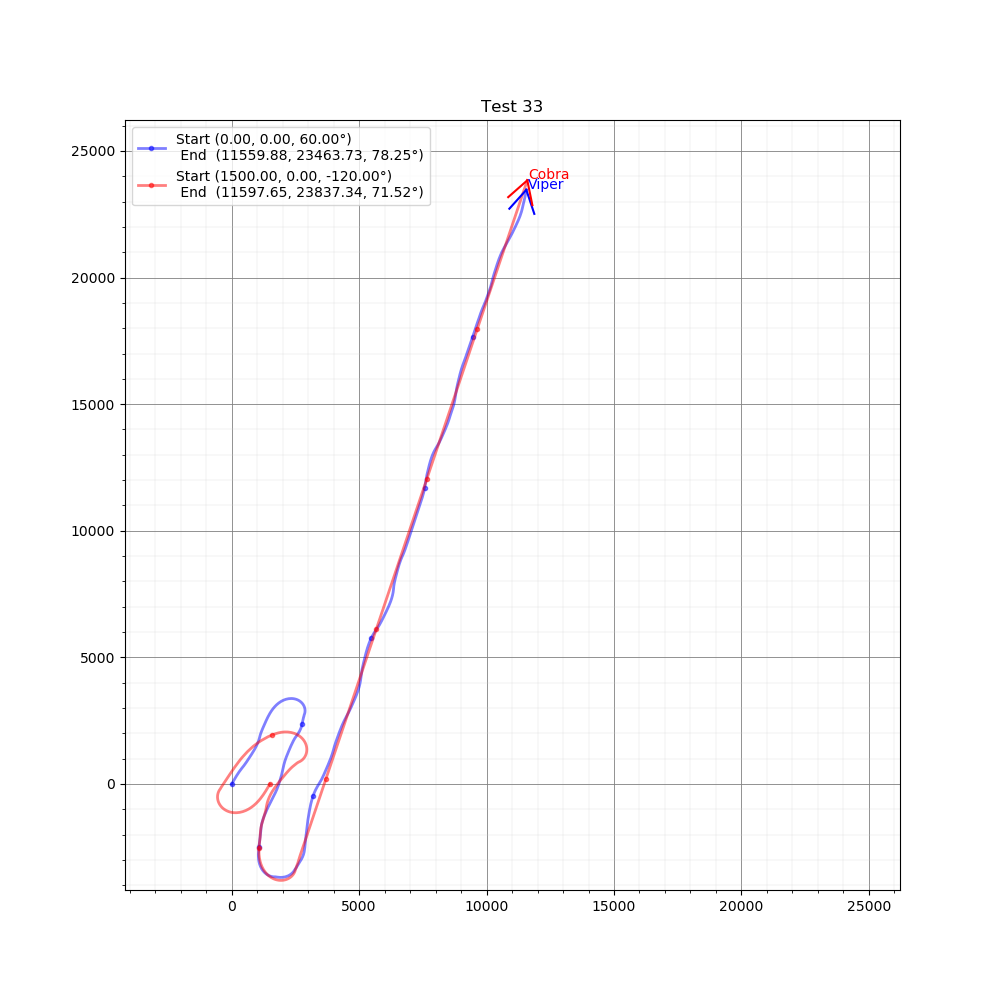 Test 33
Start (0.00, 0.00, 60.00°)
End (11559.88, 23463.73, 78.25°)
Start (1500.00, 0.00, -120.00°)
End (11597.65, 23837.34, 71.52°)
Cobra
Viper
25000
20000
15000
10000
5000
0
0 5000 10000 15000 20000 25000